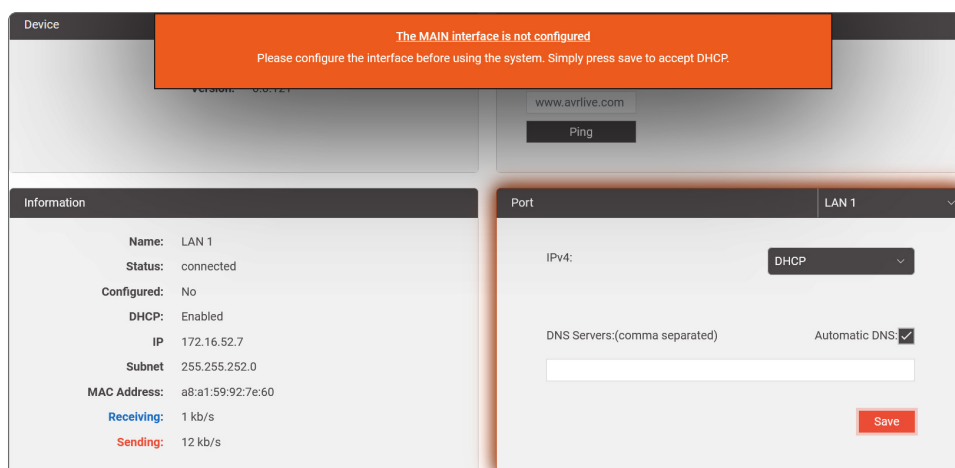 Device
The MAIN interface is not configured
Please configure the interface before using the system. Simply press save to accept DHCP.
www.avrlive.com
Ping
Information
Name: LAN 1
Status: connected
Configured: No
DHCP: Enabled
IP 172.16.52.7
Subnet 255.255.252.0
MAC Address: a8:a1:59:92:7e:60
Receiving: 1 kb/s
Sending: 12 kb/s
Port LAN 1
IPv4: DHCP
DNS Servers:(comma separated) Automatic DNS:
Save